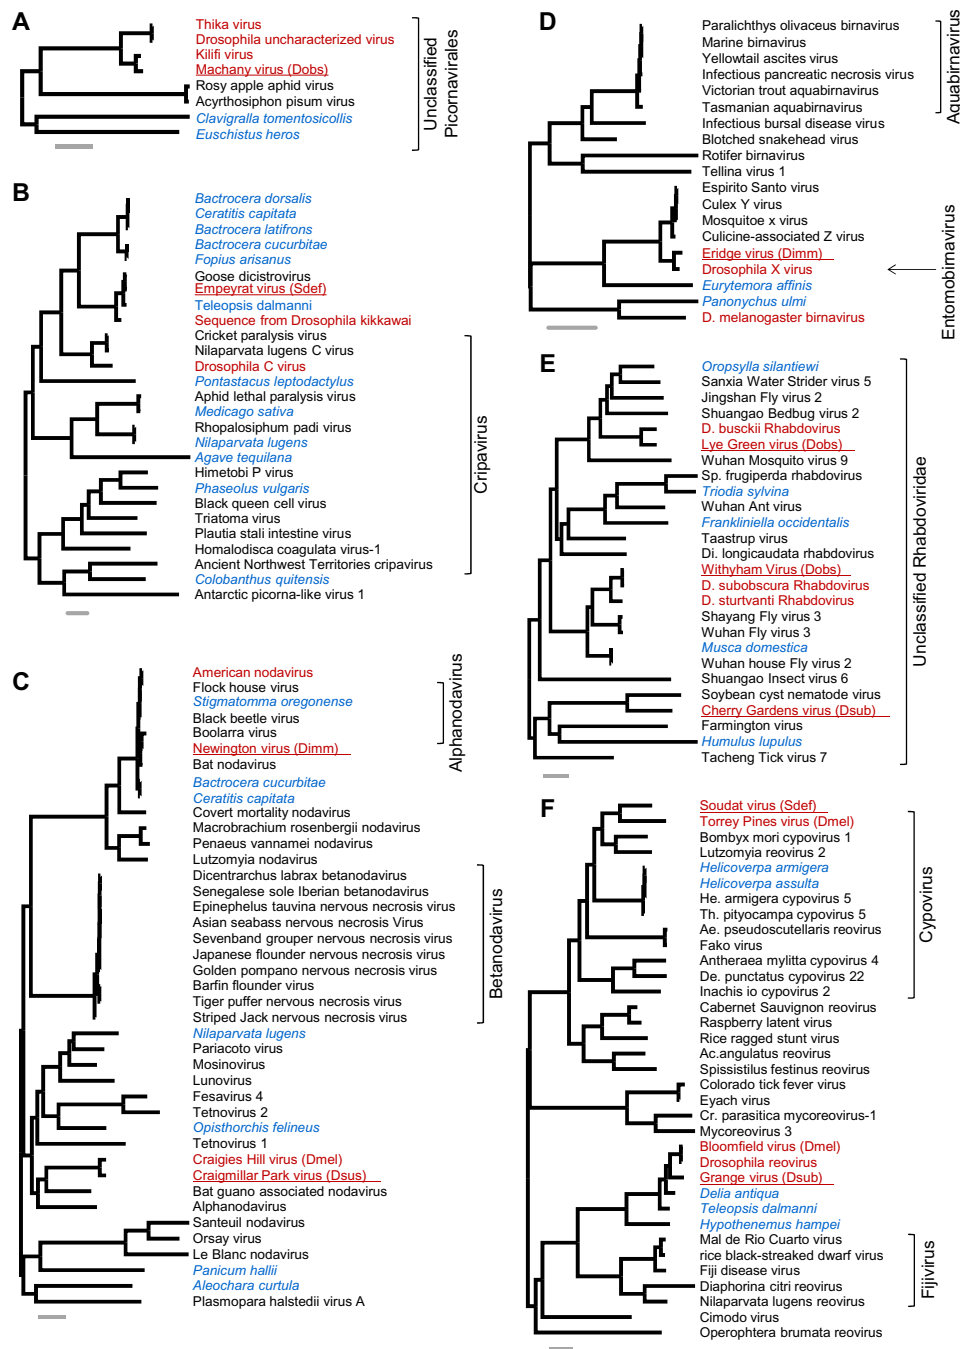 A
Thika virus
Drosophila uncharacterized virus
Kilifi virus
Machany virus (Dobs)
Rosy apple aphid virus
Acyrthosiphon pisum virus
Clavigralla tomentosicollis
Euschistus heros
Unclassified
Picornavirales
B
Bactrocera dorsalis
Ceratitis capitata
Bactrocera latifrons
Bactrocera cucurbitae
Fopius arisanus
Goose dicistrovirus
Empeyrat virus (Sdef)
Teleopsis dalmanni
Sequence from Drosophila kikkawai
Cricket paralysis virus
Nilaparvata lugens C virus
Drosophila C virus
Pontastacus leptodactylus
Aphid lethal paralysis virus
Medicago sativa
Rhopalosiphum padi virus
Nilaparvata lugens
Agave tequilana
Himetobi P virus
Phaseolus vulgaris
Black queen cell virus
Triatoma virus
Plautia stali intestine virus
Homalodisca coagulata virus-1
Ancient Northwest Territories cripavirus
Colobanthus quitensis
Antarctic picorna-like virus 1
Cripavirus
C
American nodavirus
Flock house virus
Stigmatomma oregonense
Black beetle virus
Boolarra virus
Newington virus (Dimm)
Bat nodavirus
Bactrocera cucurbitae
Ceratitis capitata
Covert mortality nodavirus
Macrobrachium rosenbergii nodavirus
Penaeus vannamei nodavirus
Lutzomyia nodavirus
Dicentrarchus labrax betanodavirus
Senegalese sole Iberian betanodavirus
Epinephelus tauvina nervous necrosis virus
Asian seabass nervous necrosis Virus
Sevenband grouper nervous necrosis virus
Japanese flounder nervous necrosis virus
Golden pompano nervous necrosis virus
Barfin flounder virus
Tiger puffer nervous necrosis virus
Striped Jack nervous necrosis virus
Nilaparvata lugens
Pariacoto virus
Mosinovirus
Lunovirus
Fesavirus 4
Tetnovirus 2
Opisthorchis felineus
Tetnovirus 1
Craigies Hill virus (Dmel)
Craigmillar Park virus (Dsus)
Bat guano associated nodavirus
Alphanodavirus
Santeuil nodavirus
Orsay virus
Le Blanc nodavirus
Panicum hallii
Aleochara curtula
Plasmopara halstedii virus A
Alphanodavirus
Betanodavirus
D
Paralichthys olivaceus birnavirus
Marine birnavirus
Yellowtail ascites virus
Infectious pancreatic necrosis virus
Victorian trout aquabirnavirus
Tasmanian aquabirnavirus
Infectious bursal disease virus
Blotched snakehead virus
Rotifer birnavirus
Tellina virus 1
Espirito Santo virus
Culex Y virus
Mosquitoe x virus
Culicine-associated Z virus
Eridge virus (Dimm)
Drosophila X virus
Eurytemora affinis
Panonychus ulmi
D. melanogaster birnavirus
Aquabirnavirus
Entomobirnavirus
E
Oropsylla silantiewi
Sanxia Water Strider virus 5
Jingshan Fly virus 2
Shuangao Bedbug virus 2
D. busckii Rhabdovirus
Lye Green virus (Dobs)
Wuhan Mosquito virus 9
Sp. frugiperda rhabdovirus
Triodia sylvina
Wuhan Ant virus
Frankliniella occidentalis
Taastrup virus
Di. longicaudata rhabdovirus
Withyham Virus (Dobs)
D. subobscura Rhabdovirus
D. sturtvanti Rhabdovirus
Shayang Fly virus 3
Wuhan Fly virus 3
Musca domestica
Wuhan house Fly virus 2
Shuangao Insect virus 6
Soybean cyst nematode virus
Cherry Gardens virus (Dsub)
Farmington virus
Humulus lupulus
Tacheng Tick virus 7
Unclassified Rhabdoviridae
F
Soudat virus (Sdef)
Torrey Pines virus (Dmel)
Bombyx mori cypovirus 1
Lutzomyia reovirus 2
Helicoverpa armigera
Helicoverpa assulta
He. armigera cypovirus 5
Th. pityocampa cypovirus 5
Ae. pseudoscutellaris reovirus
Fako virus
Antheraea mylitta cypovirus 4
De. punctatus cypovirus 22
Inachis io cypovirus 2
Cabernet Sauvignon reovirus
Raspberry latent virus
Rice ragged stunt virus
Ac.angulatus reovirus
Spissistilus festinus reovirus
Colorado tick fever virus
Eyach virus
Cr. parasitica mycoreovirus-1
Mycoreovirus 3
Bloomfield virus (Dmel)
Drosophila reovirus
Grange virus (Dsub)
Delia antiqua
Teleopsis dalmanni
Hypothenemus hampei
Mal de Rio Cuarto virus
rice black-streaked dwarf virus
Fiji disease virus
Diaphorina citri reovirus
Nilaparvata lugens reovirus
Cimodo virus
Operophtera brumata reovirus
Cypovirus
Fijivirus